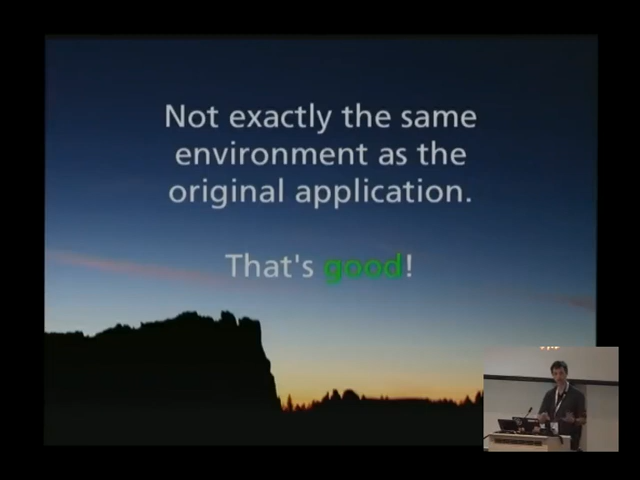 Not exactly the same
environment as the
original application.
That's good!